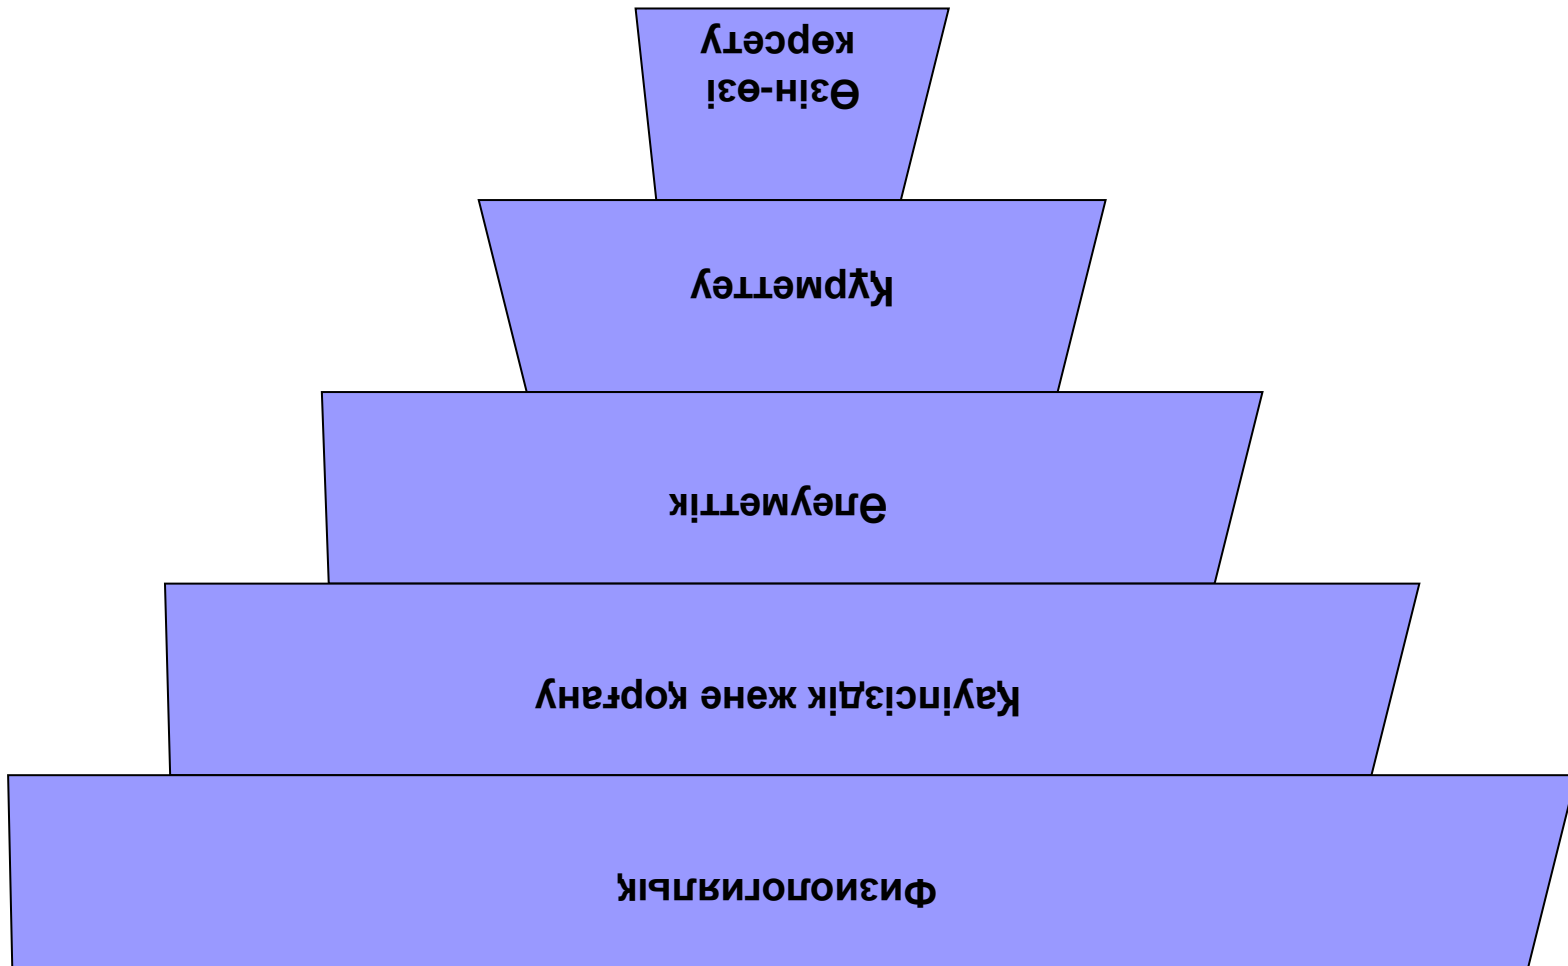 Физиологиялық
Қауіпсіздік және қорғану
Әлеуметтік
Құрметтеу
Өзін-өзі
көрсету